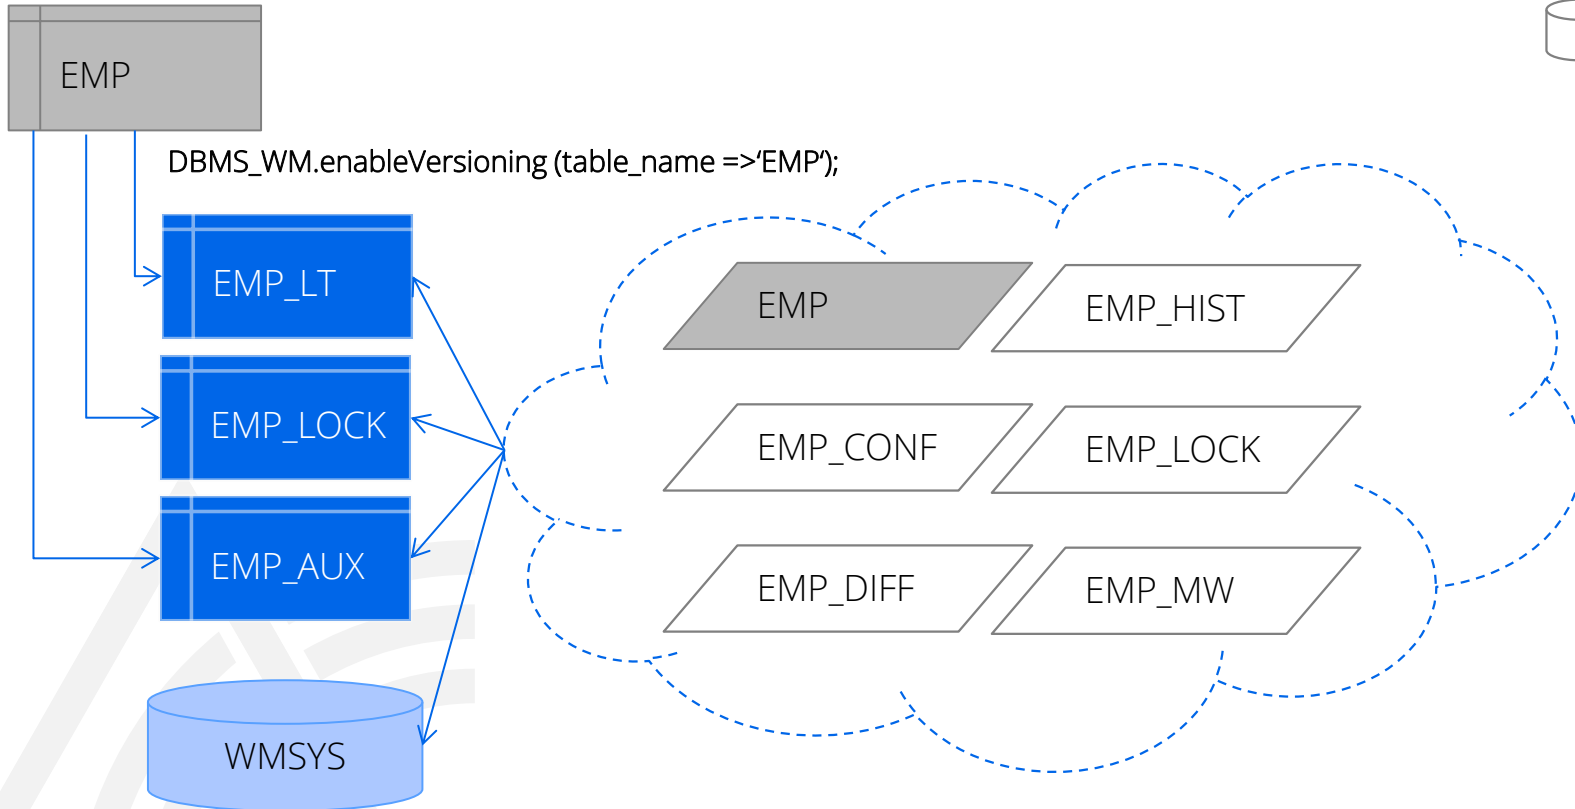 EMP
DBMS_WM.enableVersioning (table_name =>‘EMP‘);
EMP_LT
EMP_LOCK
EMP_AUX
WMSYS
EMP
EMP_HIST
EMP_CONF
EMP_LOCK
EMP_DIFF
EMP_MW